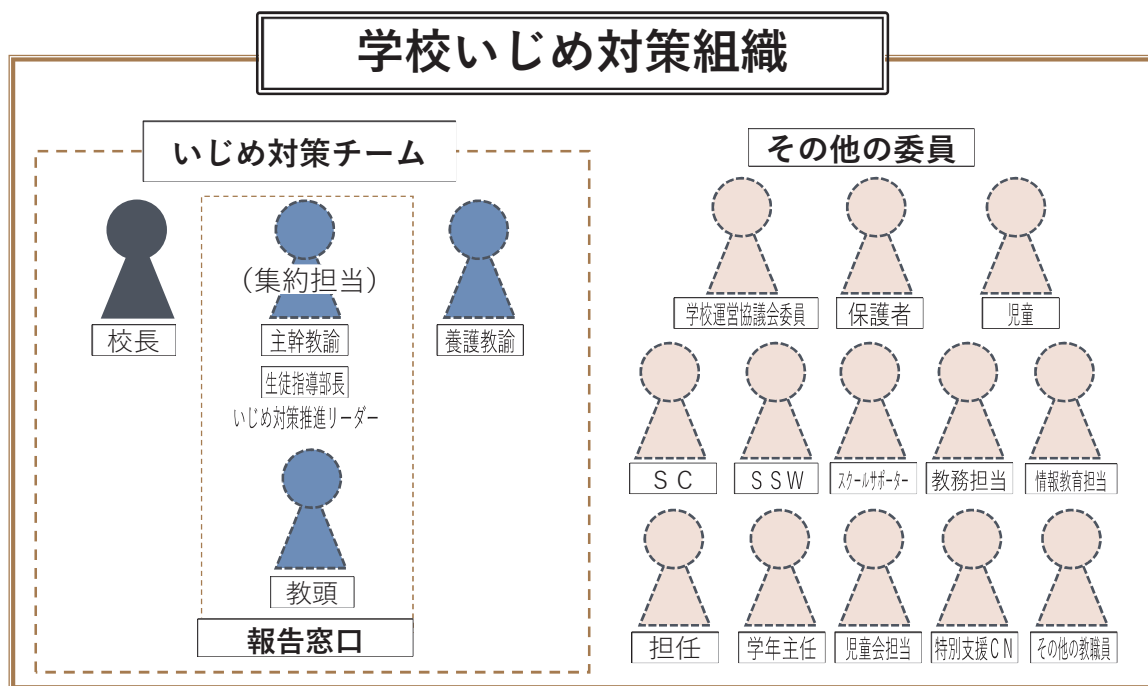 学校いじめ対策組織
いじめ対策チーム
校長
（集約担当）
主幹教諭
生徒指導部長
いじめ対策推進リーダー
養護教諭
教頭
報告窓口
その他の委員
学校運営協議会委員
保護者
児童
ＳＣ
ＳＳＷ
スクールサポーター
教務担当
情報教育担当
担任
学年主任
児童会担当
特別支援ＣＮ
その他の教職員